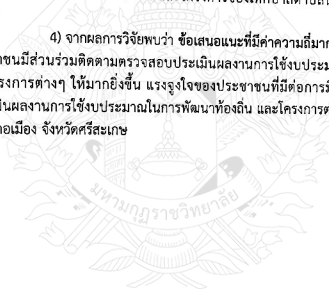 4) จากผลการวิจัยพบว่า ข้อเสนอแนะที่มีค่าความถี่มาก
ชนมีส่วนร่วมติดตามตรวจสอบประเมินผลงานการใช้งบประม
รงการต่างๆ ให้มากยิ่งขึ้น แรงจูงใจของประชาชนที่มีต่อการมี
ป็นผลงานการใช้งบประมาณในการพัฒนาท้องถิ่น และโครงการต
าอเมือง จังหวัดศรีสะเกษ
มหามกุฏราชวิทยาลัย